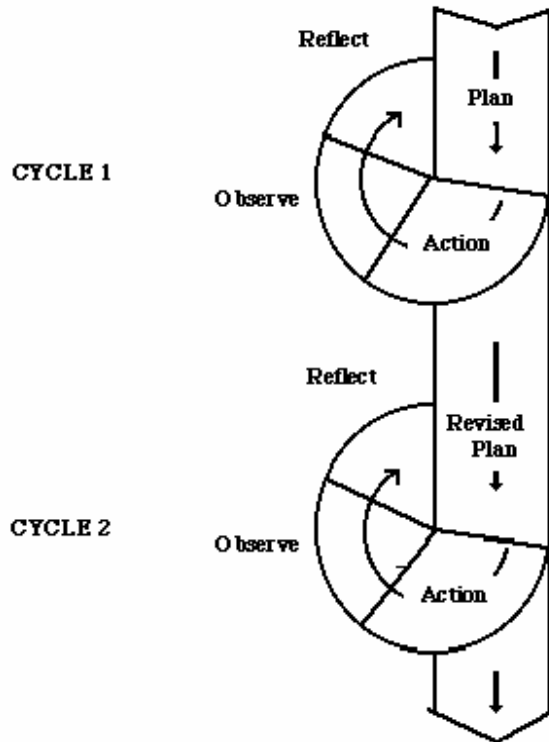 Reflect
Plan
CYCLE 1
Observe
Action
Reflect
Revised
Plan
CYCLE 2
Observe
Action